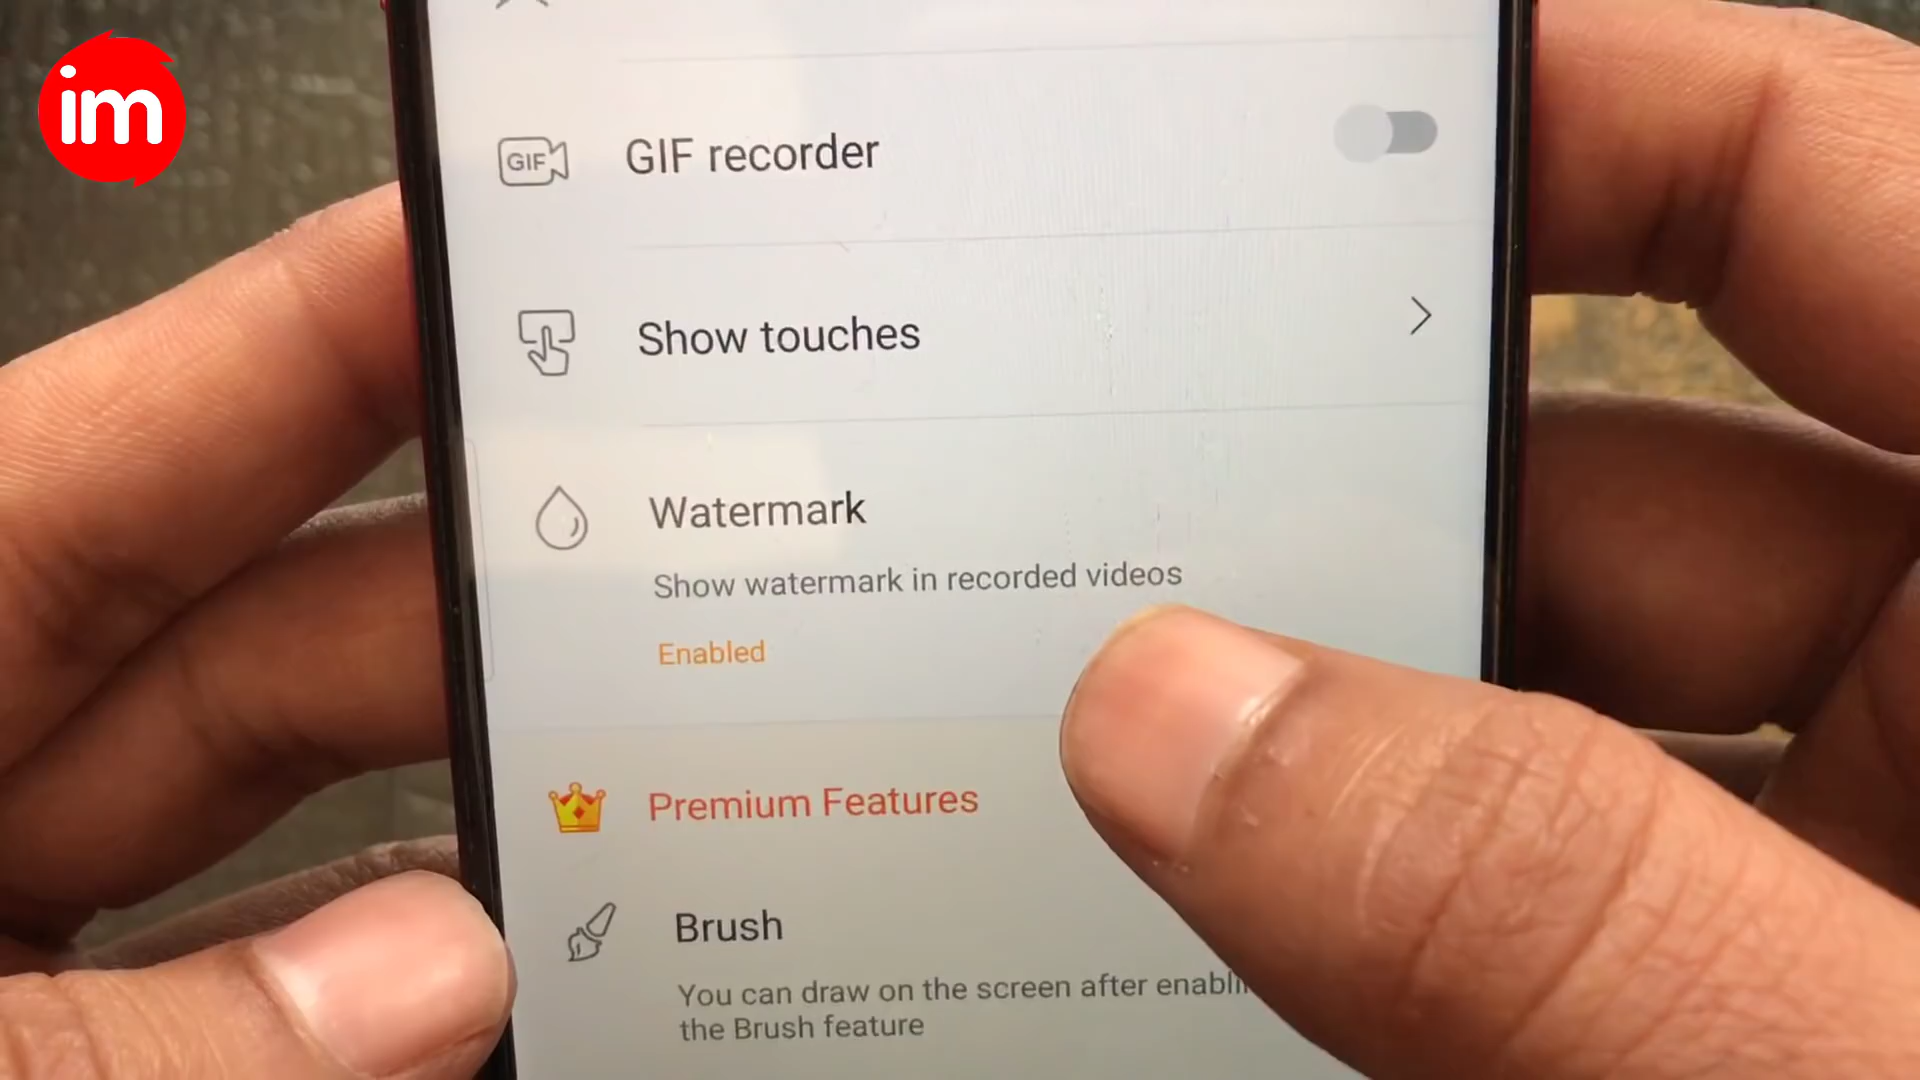 im
GIF
GIF recorder
Show touches
Watermark
Show watermark in recorded videos
Enabled
Premium Features
Brush
You can draw on the screen after
the Brush feature